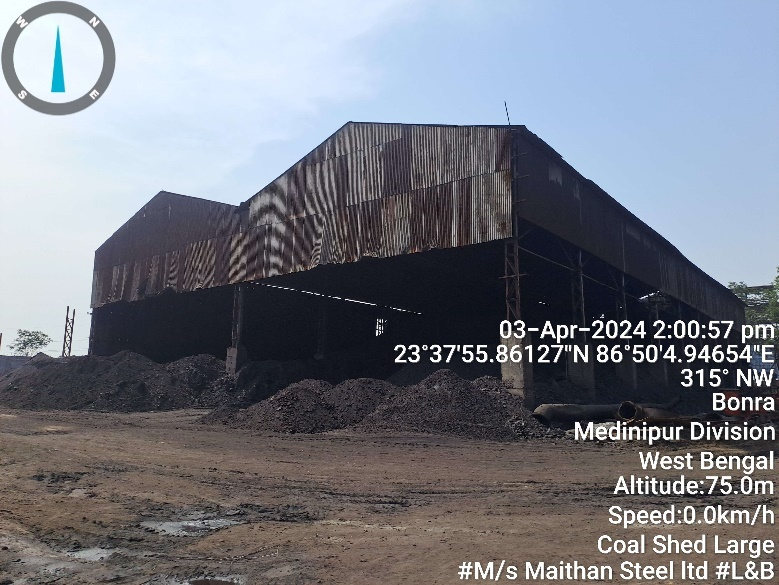 W N
S E
03-Apr-2024 2:00:57 pm
23°37'55.86127"N 86°50'4.94654"E
315° NW
Bonra
Medinipur Division
West Bengal
Altitude:75.0m
Speed:0.0km/h
Coal Shed Large
#M/s Maithan Steel ltd #L&B